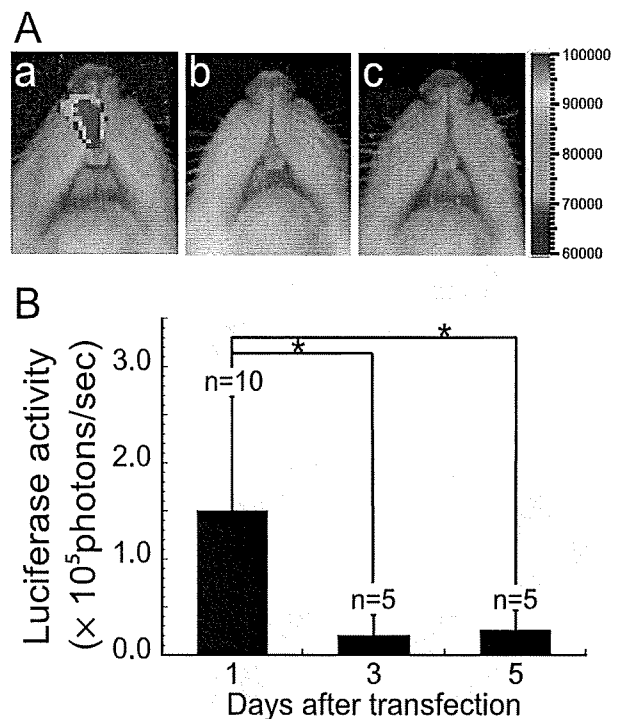 A
a
b
c
100000
90000
80000
70000
60000
B
Luciferase activity
(× 10⁵photons/sec)
3.0
2.0
1.0
0.0
*
*
n=10
n=5
n=5
1
3
5
Days after transfection